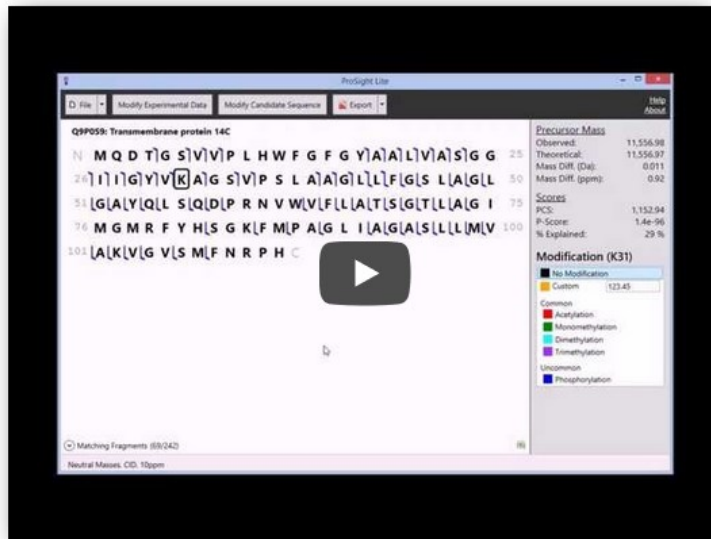 ProSight Lite
File
Modify Experimental Data
Modify Candidate Sequence
Export
Help
About
Q9P0S9: Transmembrane protein 14C
N M Q D T G S V V P L H W F G F G Y A A L V A S G G 25
26 I I G Y V K A G S V P S L A A G L L F G S L A G L 50
51 G A Y Q L S Q D P R N V W V F L A T S G T L A G I 75
76 M G M R F Y H S G K F M P A G L I A G A S L L M V 100
101 A K V G V S M F N R P H C
Matching Fragments (69/242)
Neutral Masses. CID. 10ppm
Precursor Mass
Observed: 11,556.98
Theoretical: 11,556.97
Mass Diff. (Da): 0.011
Mass Diff. (ppm): 0.92
Scores
PCS: 1,152.94
P-Score: 1.4e-96
% Explained: 29 %
Modification (K31)
No Modification
Custom 123.45
Common
Acetylation
Monomethylation
Dimethylation
Trimethylation
Uncommon
Phosphorylation